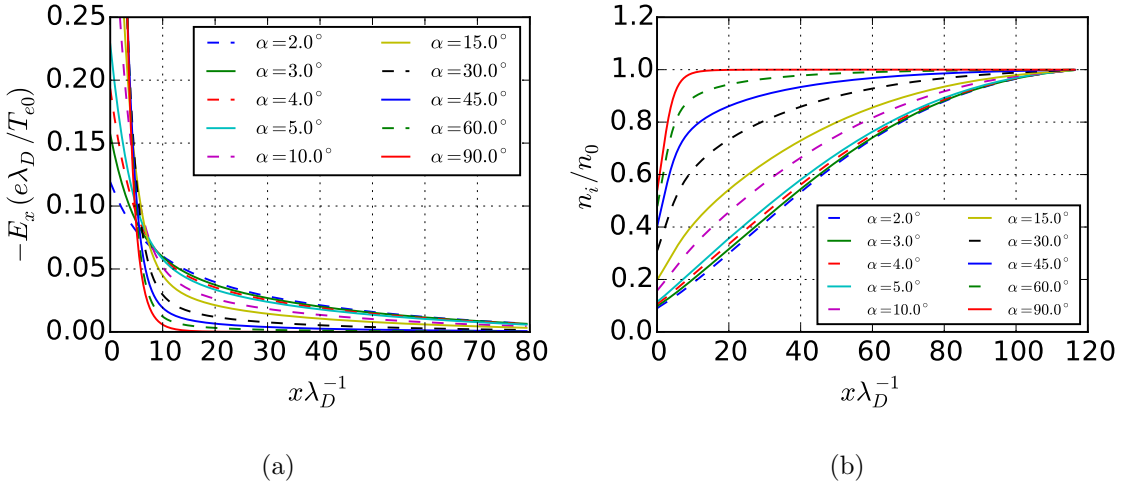 0.25
0.20
0.15
0.10
0.05
0.00
−E_x (eλ_D/T_{e0})
α=2.0°
α=3.0°
α=4.0°
α=5.0°
α=10.0°
α=15.0°
α=30.0°
α=45.0°
α=60.0°
α=90.0°
0 10 20 30 40 50 60 70 80
xλ_D^{−1}
(a)
1.2
1.0
0.8
0.6
0.4
0.2
0.0
n_i/n_0
α=2.0°
α=3.0°
α=4.0°
α=5.0°
α=10.0
α=15.0°
α=30.0°
α=45.0°
α=60.0°
α=90.0
0 20 40 60 80 100 120
xλ_D^{−1}
(b)